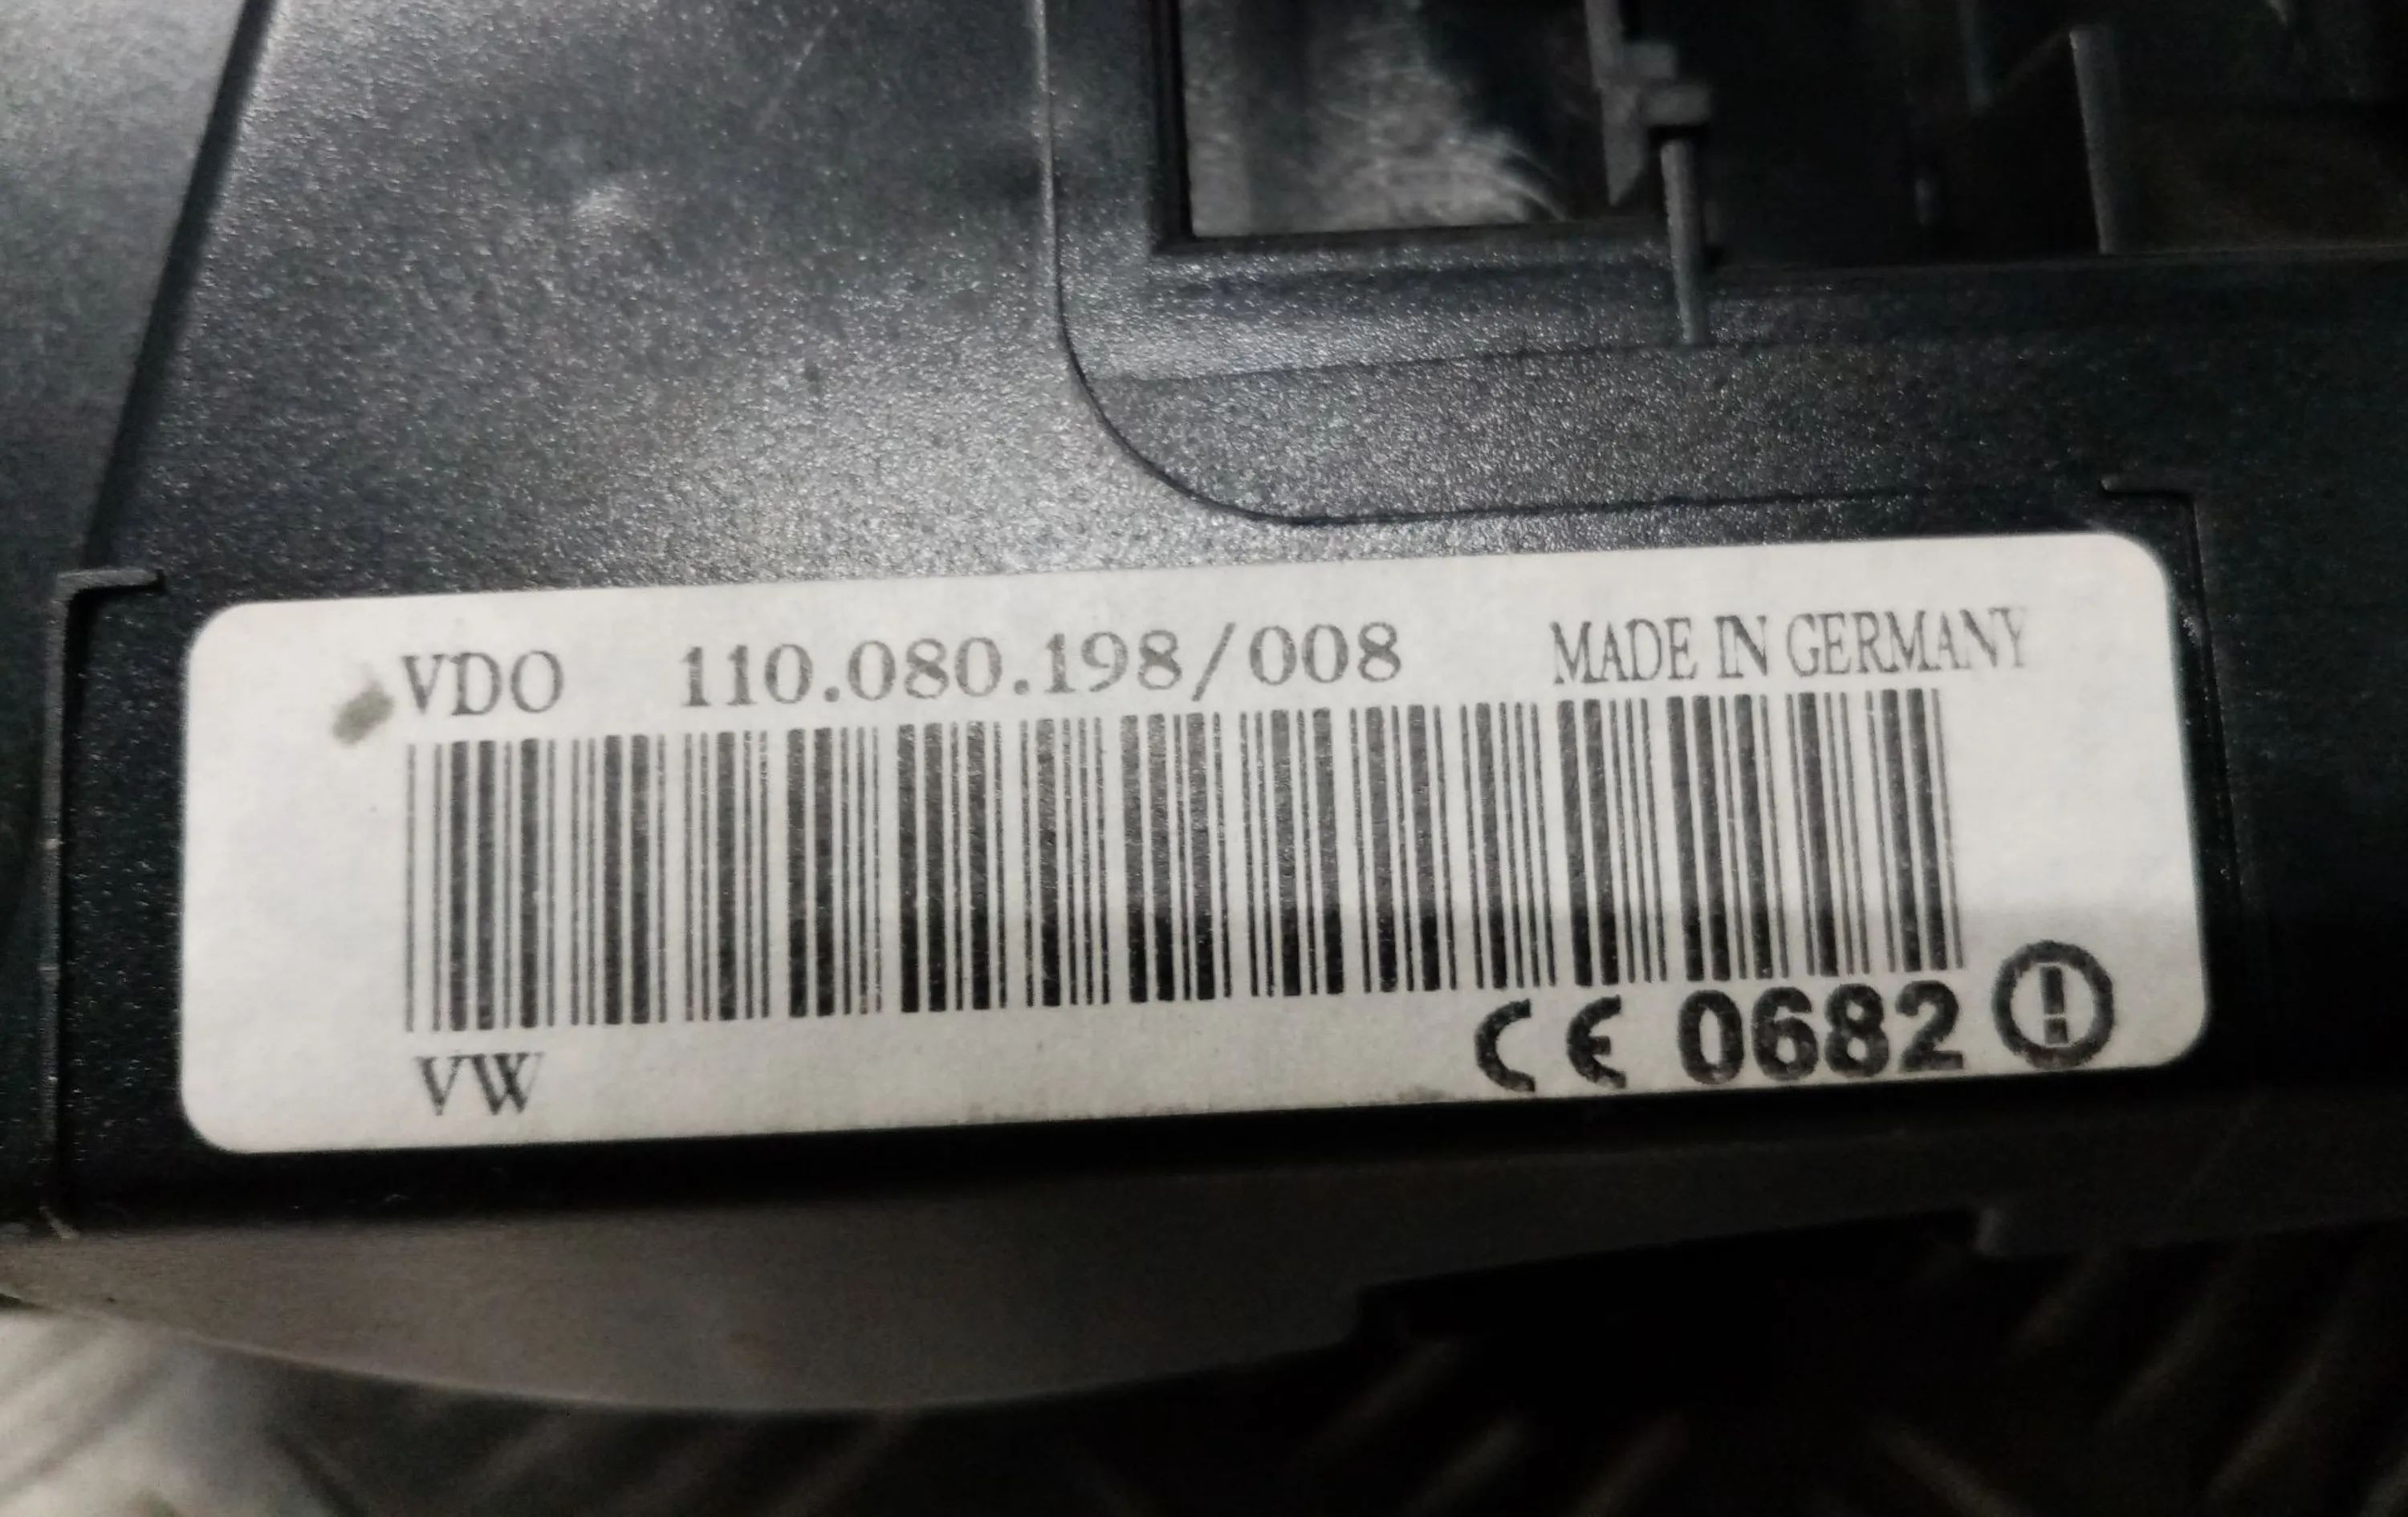 VDO 110.080.198/008 MADE IN GERMANY
VW
CE 0682